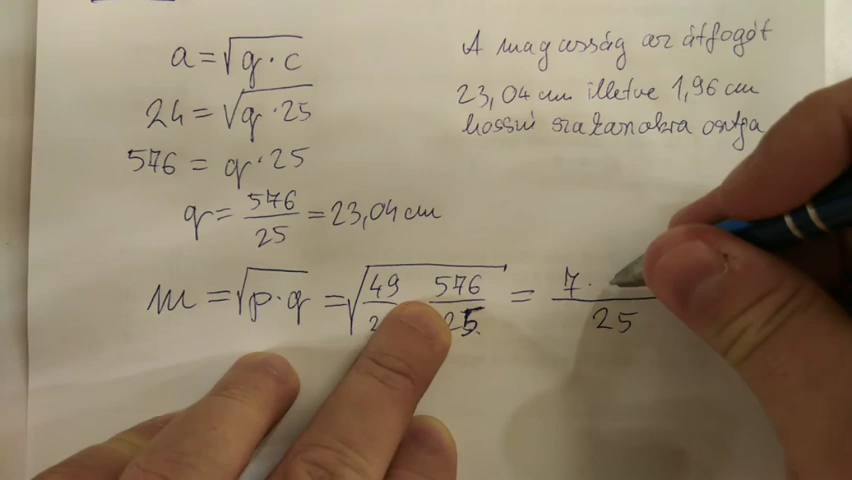 a = √q · c
24 = √q · 25
576 = q · 25
q = 576/25 = 23,04 cm
m = √p · q = √49/2 576/25 = 7 · /25
A magasság az átfogót
23,04 cm illetve 1,96 cm
hosszú szakaszokra osztja